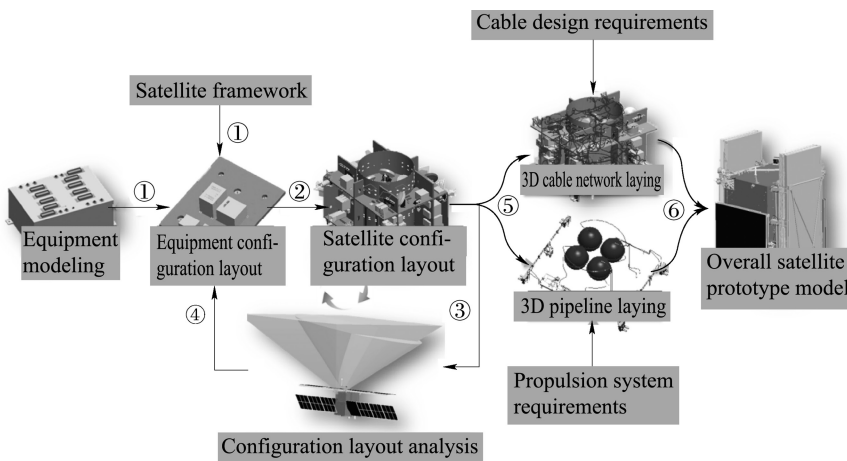 Cable design requirements
Satellite framework
①
①
②
3D cable network laying
⑤
⑥
Equipment
modeling
Equipment confi-
guration layout
Satellite confi-
guration layout
Overall satellite
prototype model
3D pipeline laying
④
③
Propulsion system
requirements
Configuration layout analysis